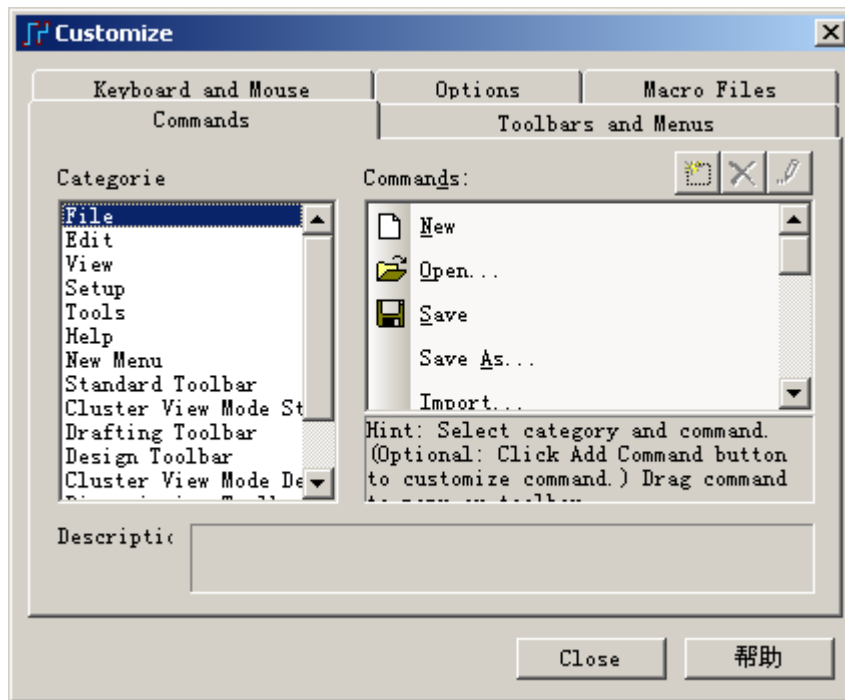 Customize
Keyboard and Mouse
Options
Macro Files
Commands
Toolbars and Menus
Categorie
File
Edit
View
Setup
Tools
Help
New Menu
Standard Toolbar
Cluster View Mode St
Drafting Toolbar
Design Toolbar
Cluster View Mode De
Commands:
New
Open...
Save
Save As...
Import...
Hint: Select category and command.
(Optional: Click Add Command button
to customize command.) Drag command
Descriptic
Close
帮助